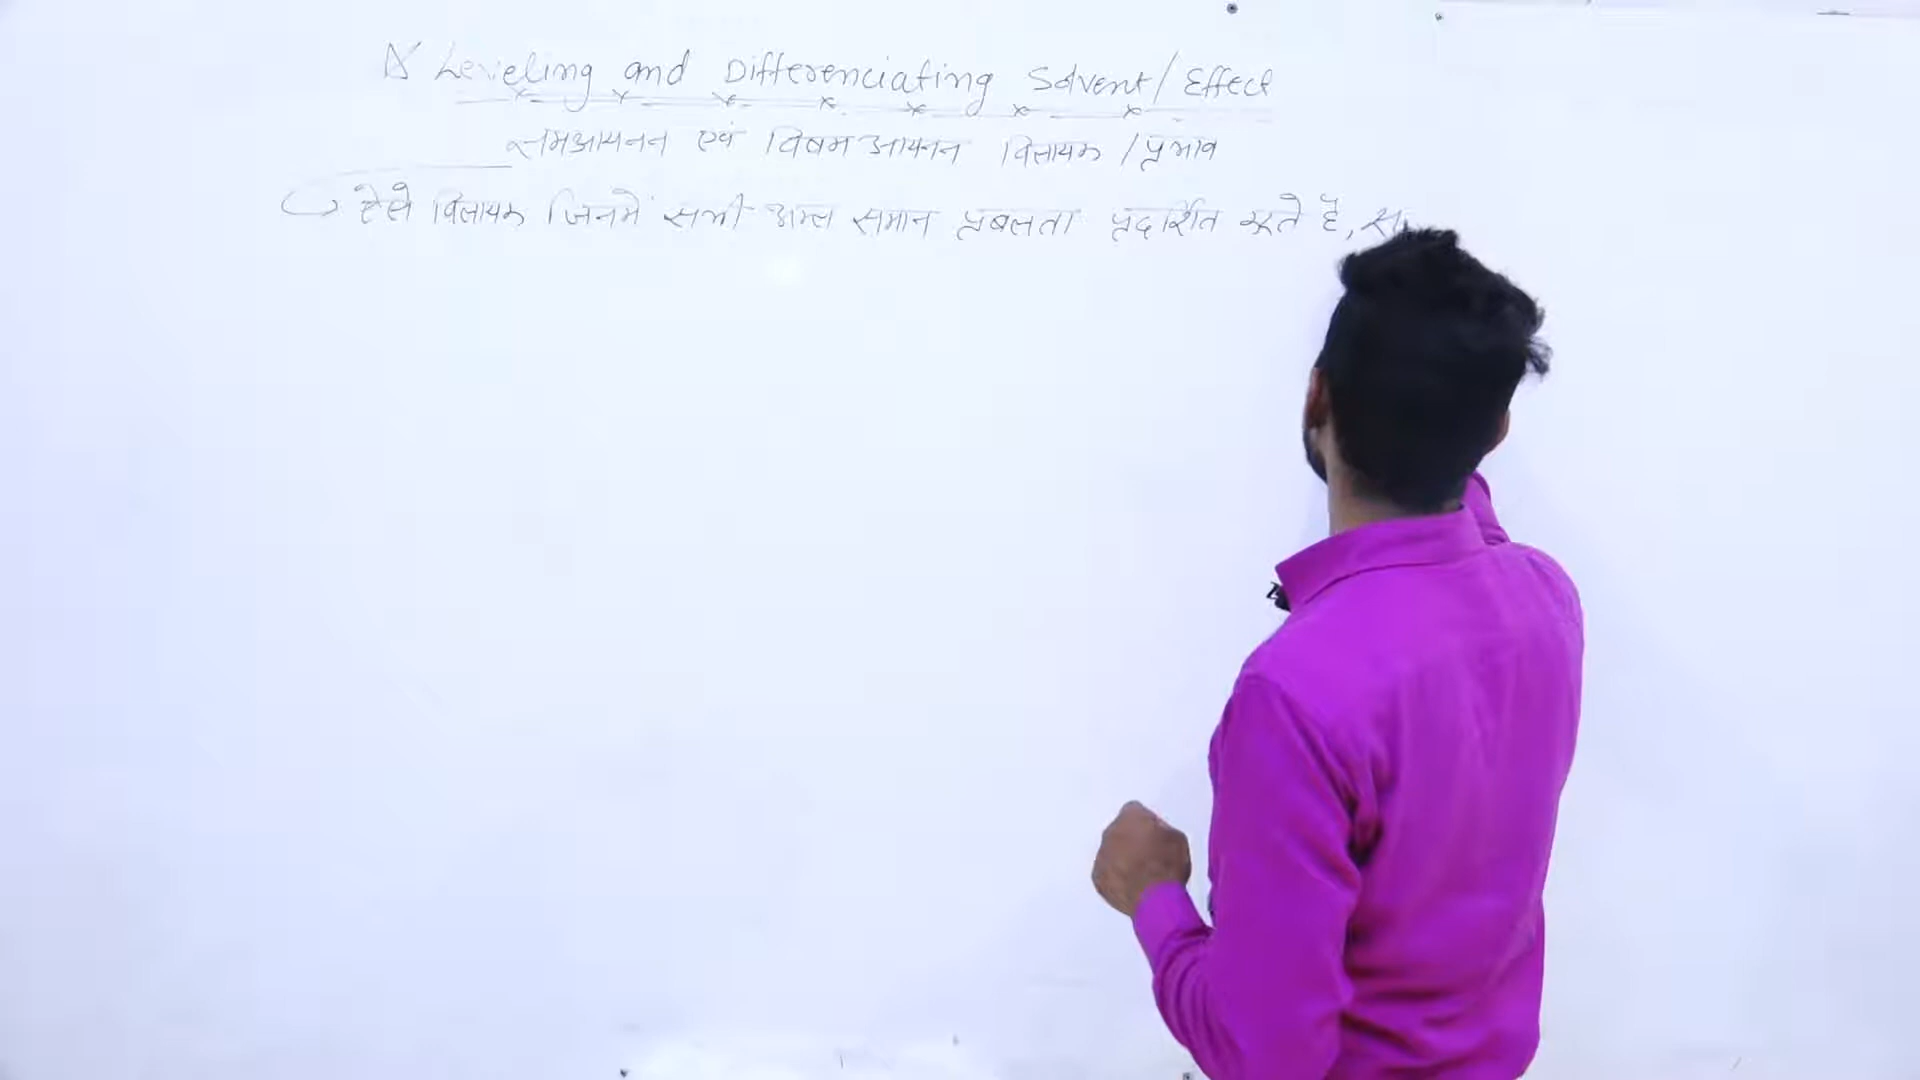 Leveling and Differenciating Solvent/Effect
समआयनन एवं विषमआयनन विलायक/प्रभाव
ऐसे विलायक जिनमें सभी अम्ल समान प्रबलता प्रदर्शित करते है,